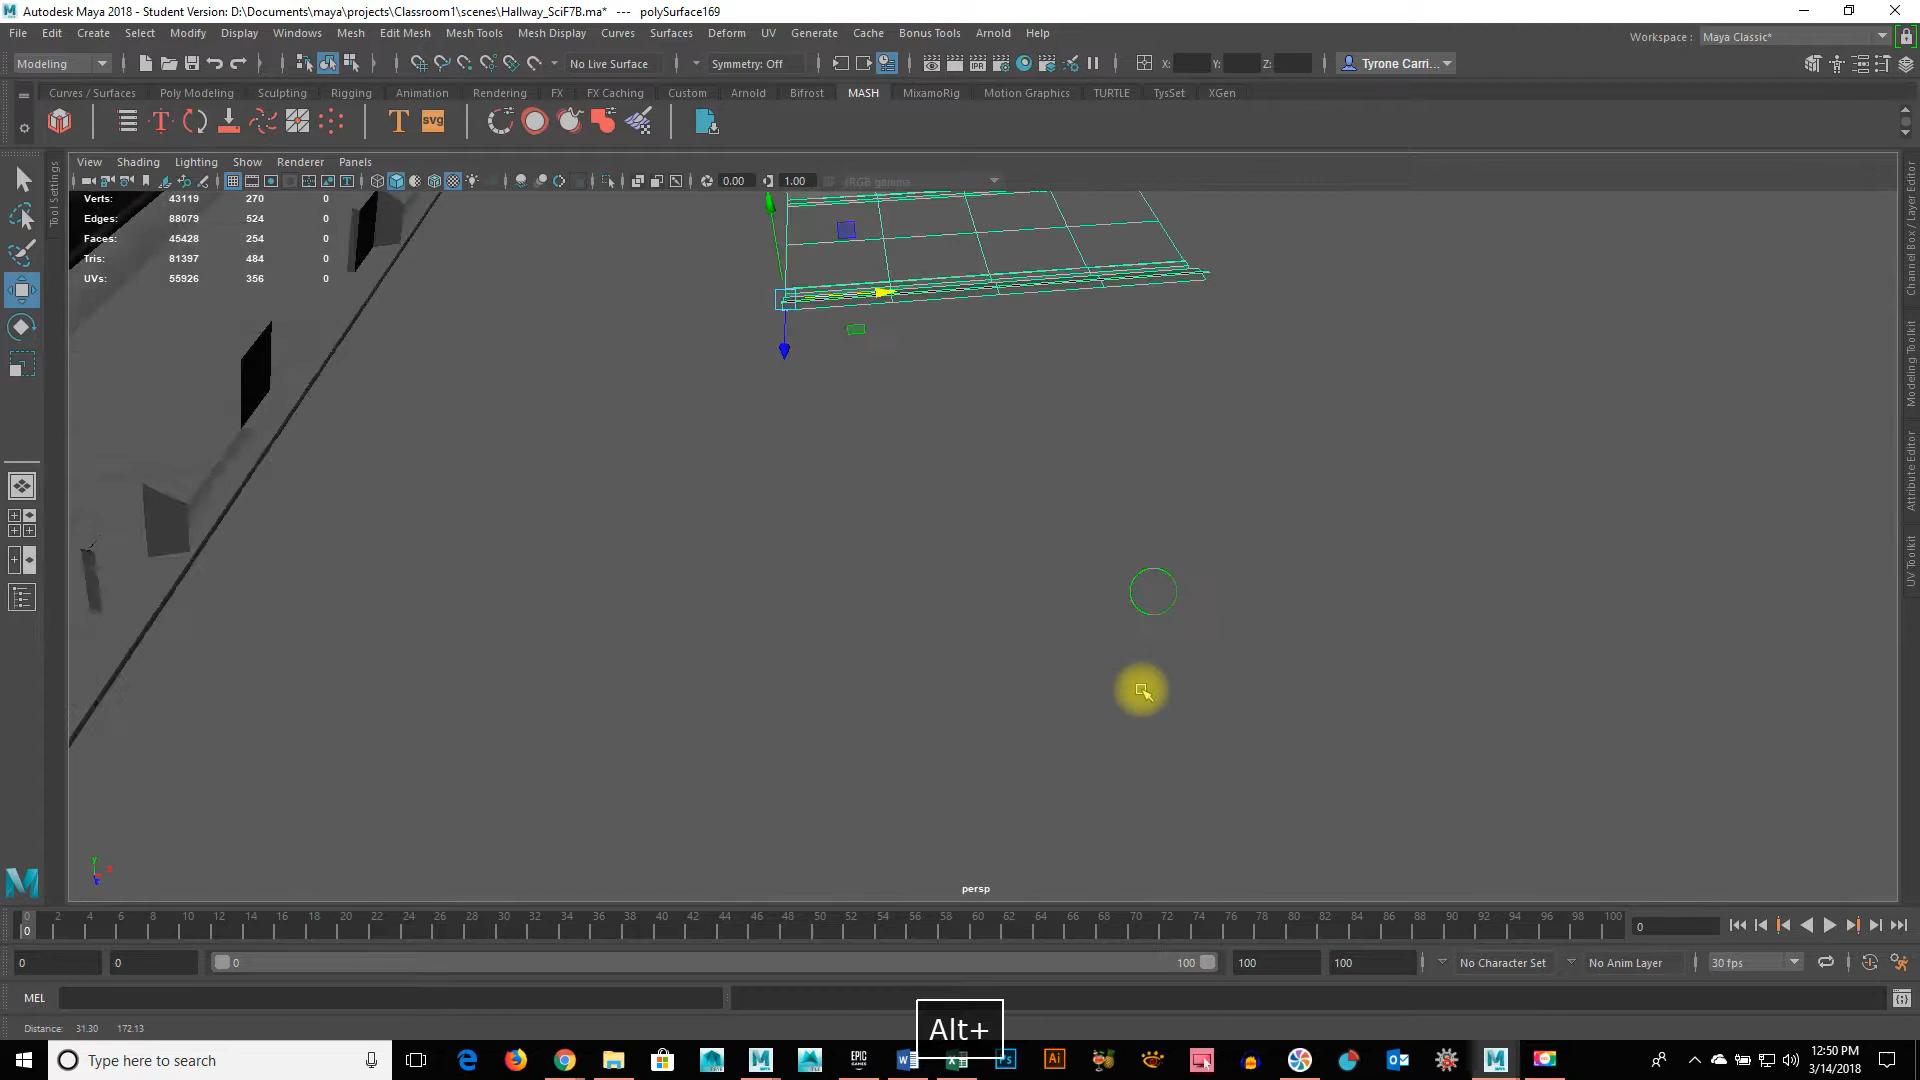 Autodesk Maya 2018 - Student Version: D:\Documents\maya\projects\Classroom1\scenes\Hallway_SciF7B.ma* --- polySurface169
File Edit Create Select Modify Display Windows Mesh Edit Mesh Mesh Tools Mesh Display Curves Surfaces Deform UV Generate Cache Bonus Tools Arnold Help
Workspace : Maya Classic*
Modeling No Live Surface Symmetry: Off X: Y: Z: Tyrone Carri...
Curves / Surfaces Poly Modeling Sculpting Rigging Animation Rendering FX FX Caching Custom Arnold Bifrost MASH MixamoRig Motion Graphics TURTLE TysSet XGen
T T svg
View Shading Lighting Show Renderer Panels
0.00 1.00 sRGB gamma
Verts: 43119 270 0
Edges: 88079 524 0
Faces: 45428 254 0
Tris: 81397 484 0
UVs: 55926 356 0
Tool Settings
Channel Box / Layer Editor
Modeling Toolkit
Attribute Editor
UV Toolkit
y
persp
0 2 4 6 8 10 12 14 16 18 20 22 24 26 28 30 32 34 36 38 40 42 44 46 48 50 52 54 56 58 60 62 64 66 68 70 72 74 76 78 80 82 84 86 88 90 92 94 96 98 100
0 0
0 0 0 100 100 100 No Character Set No Anim Layer 30 fps
MEL
Distance: 31.30 172.13
Alt+
Type here to search
EPIC GAMES
Ps Ai
12:50 PM
3/14/2018